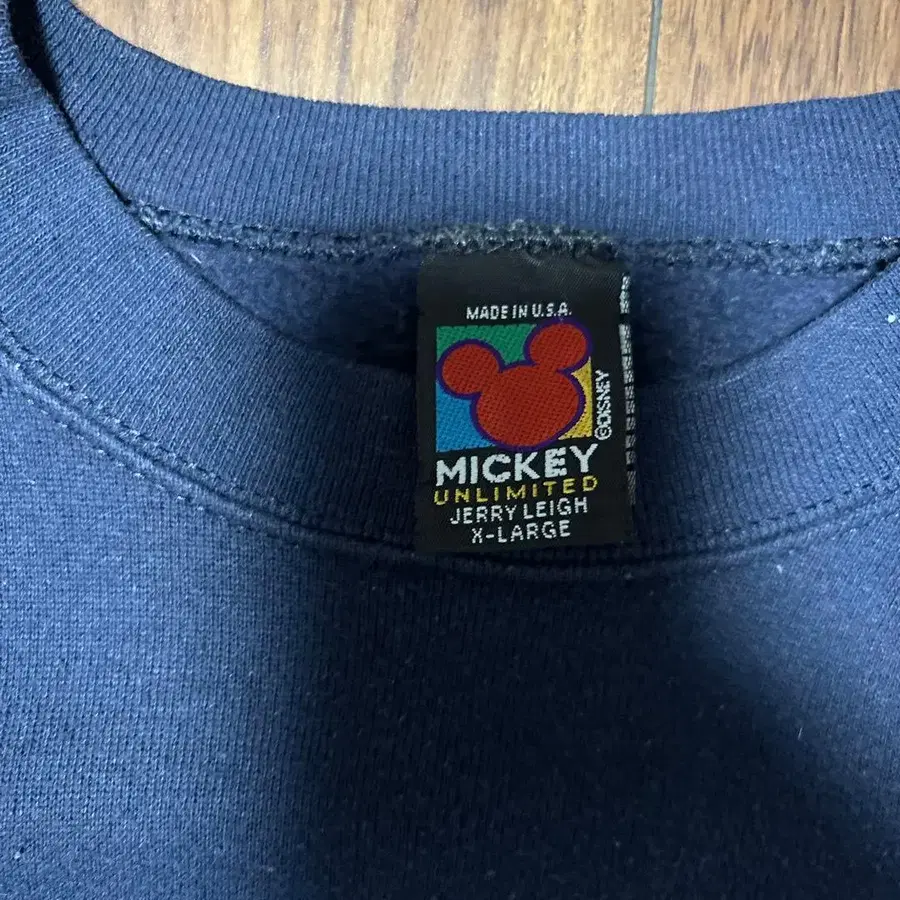 MADE IN U.S.A.
©DISNEY
MICKEY
UNLIMITED
JERRY LEIGH
X-LARGE